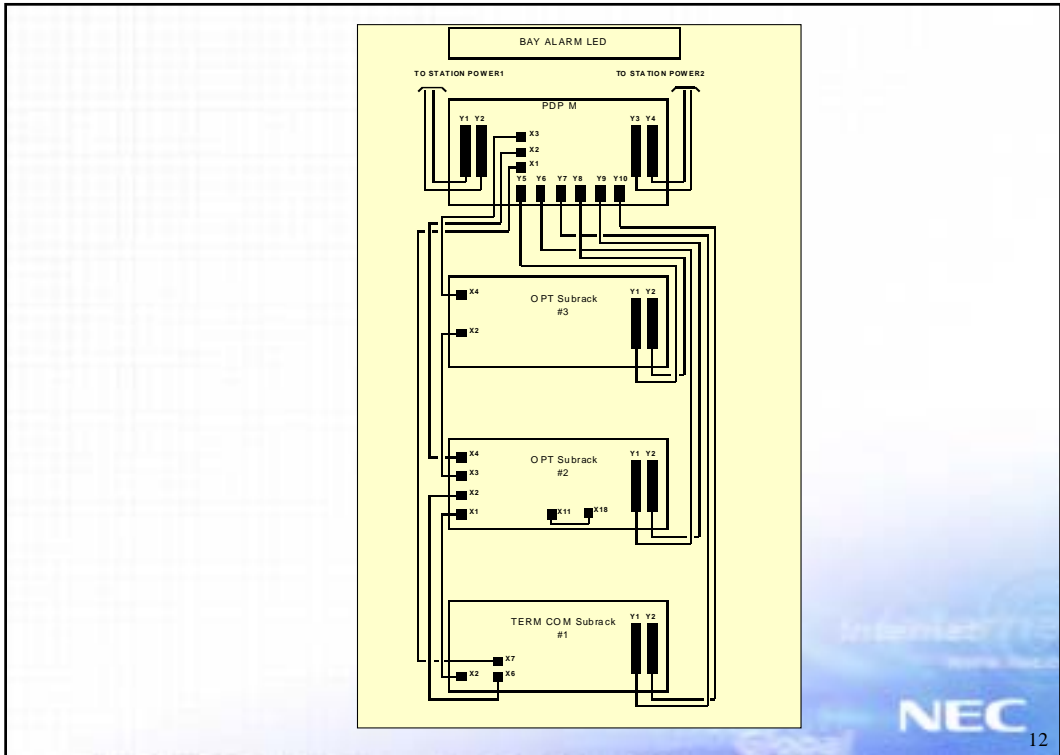 BAY ALARM LED
TO STATION POWER1 TO STATION POWER2
PDP M
Y1 Y2 Y3 Y4
X3
X2
X1
Y5 Y6 Y7 Y8 Y9 Y10
X4 OPT Subrack Y1 Y2
#3
X2
X4 OPT Subrack Y1 Y2
#2
X3
X2
X1 X11 X18
TERM COM Subrack Y1 Y2
#1
X7
X2 X6
NEC
12